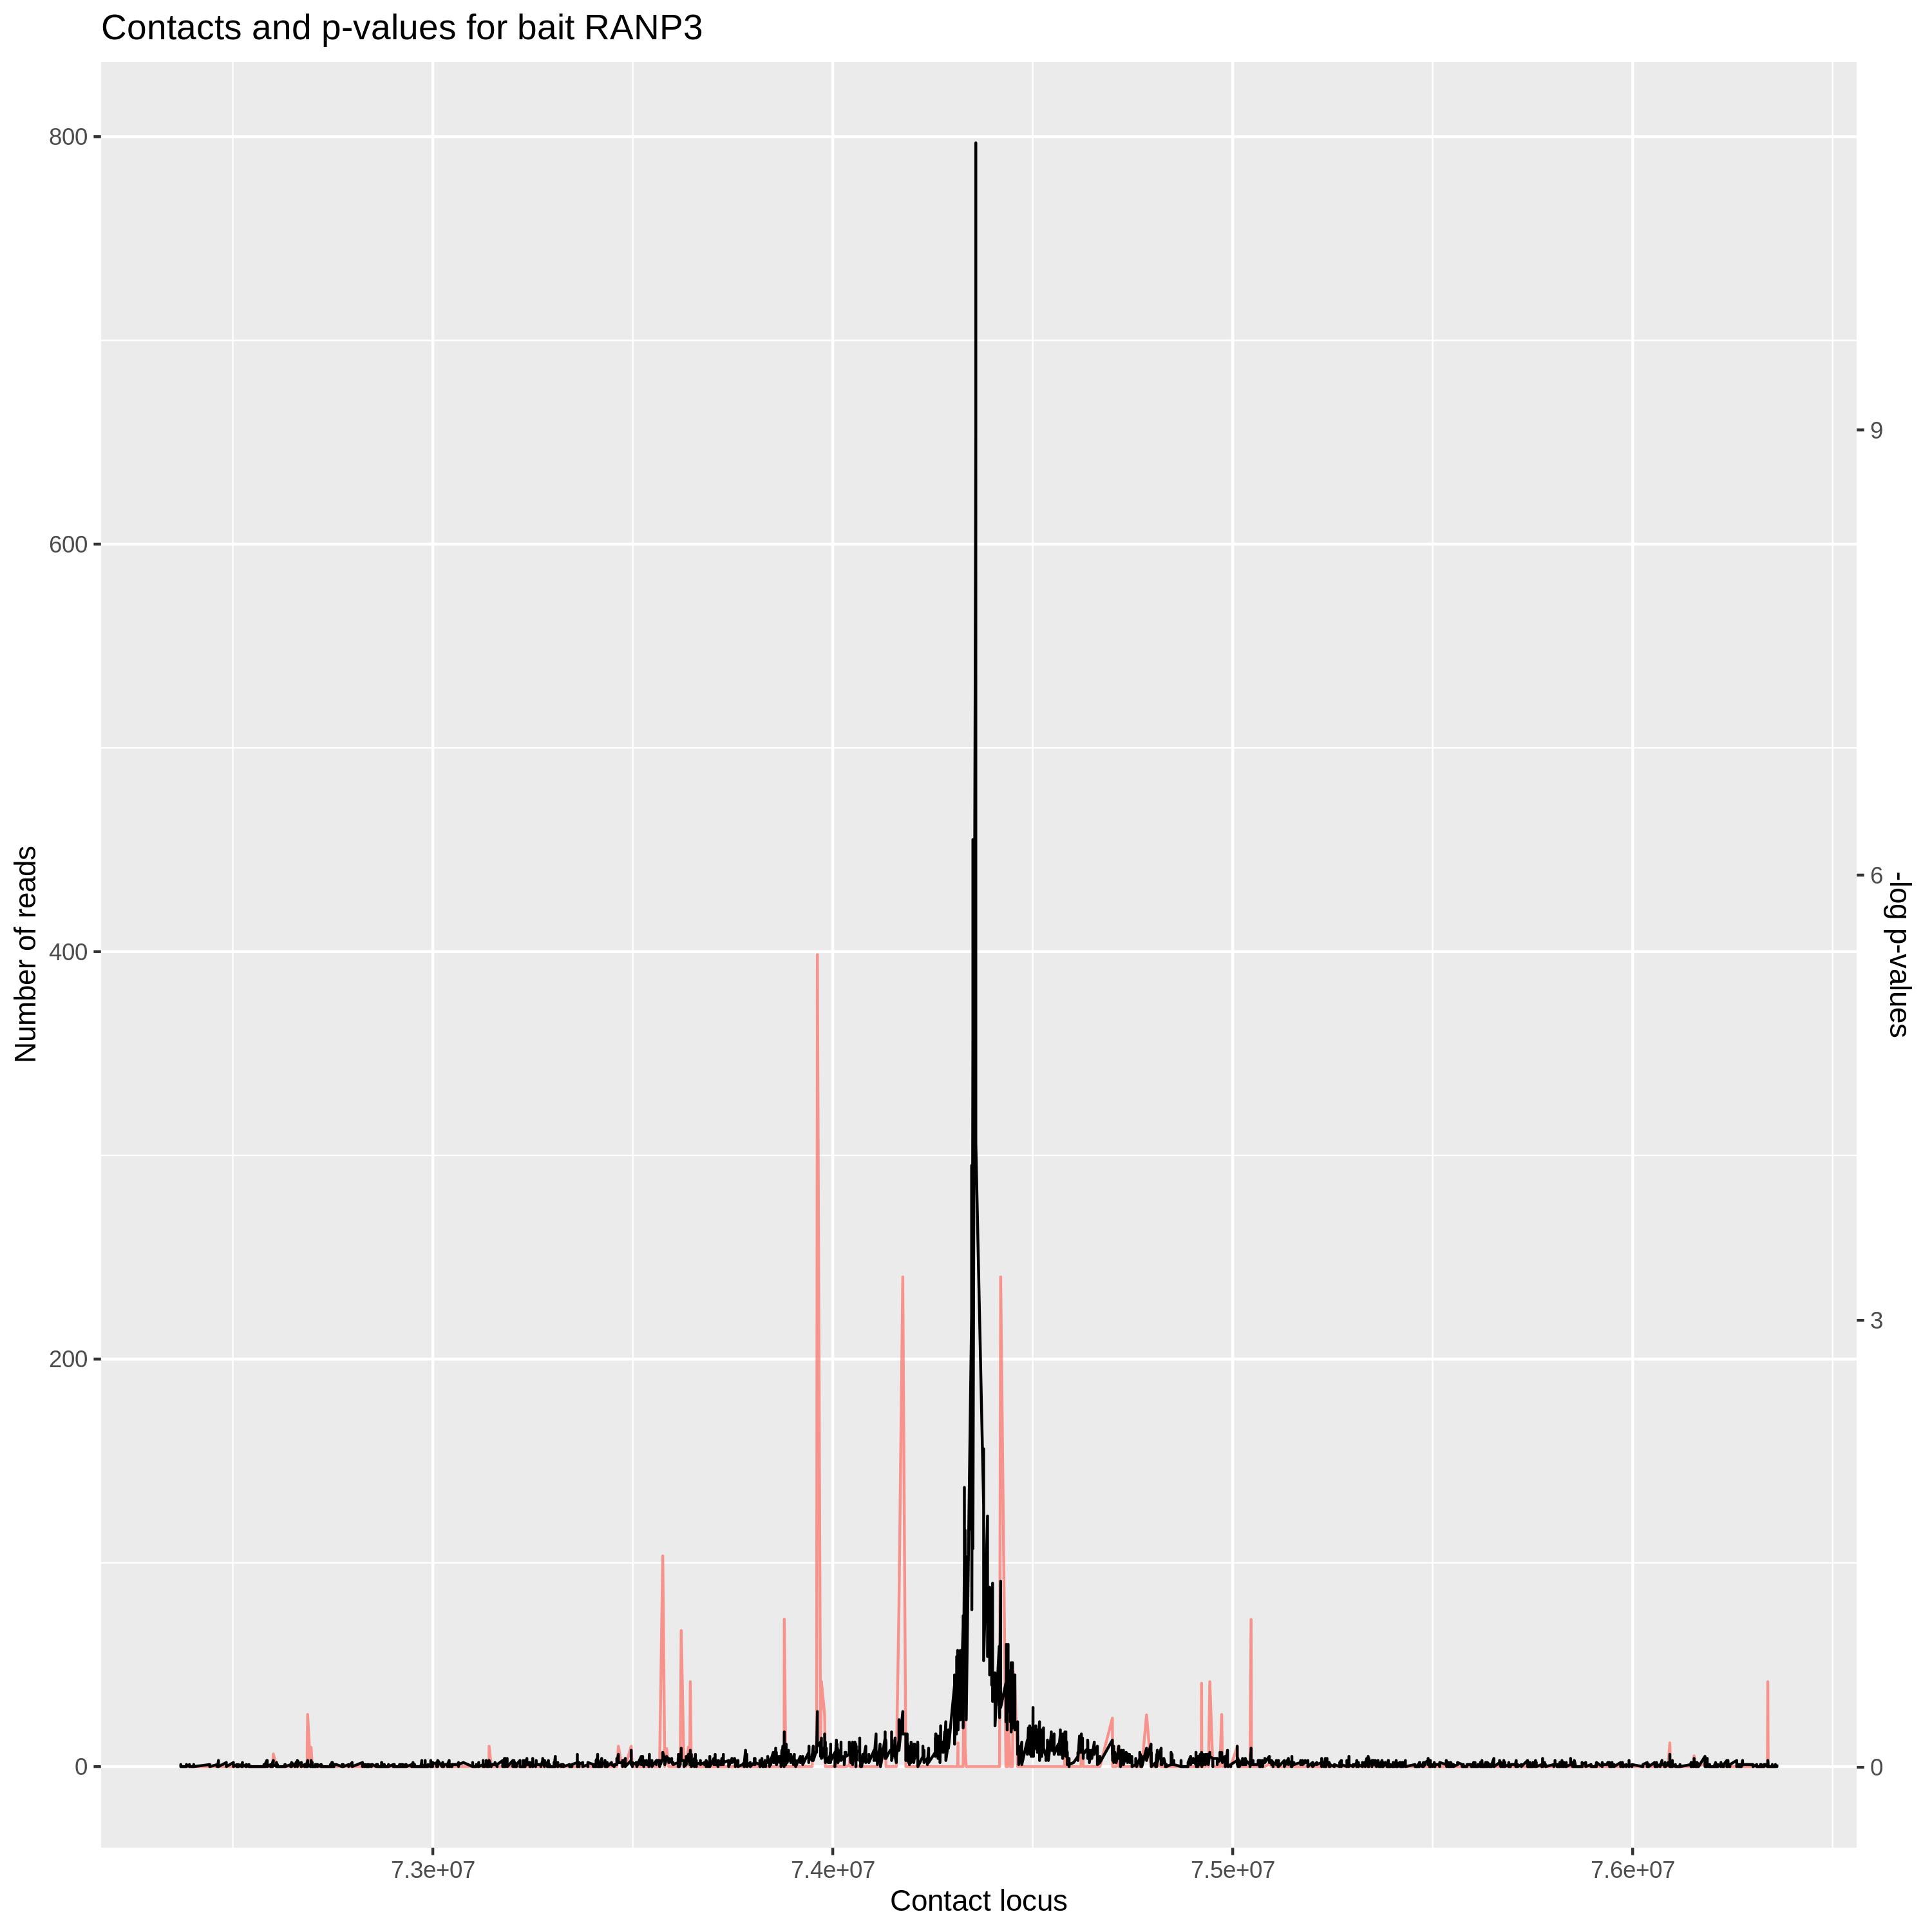 Contacts and p-values for bait RANP3
800
600
400
200
0
Number of reads
9
6
3
0
-log p-values
7.3e+07
7.4e+07
7.5e+07
7.6e+07
Contact locus